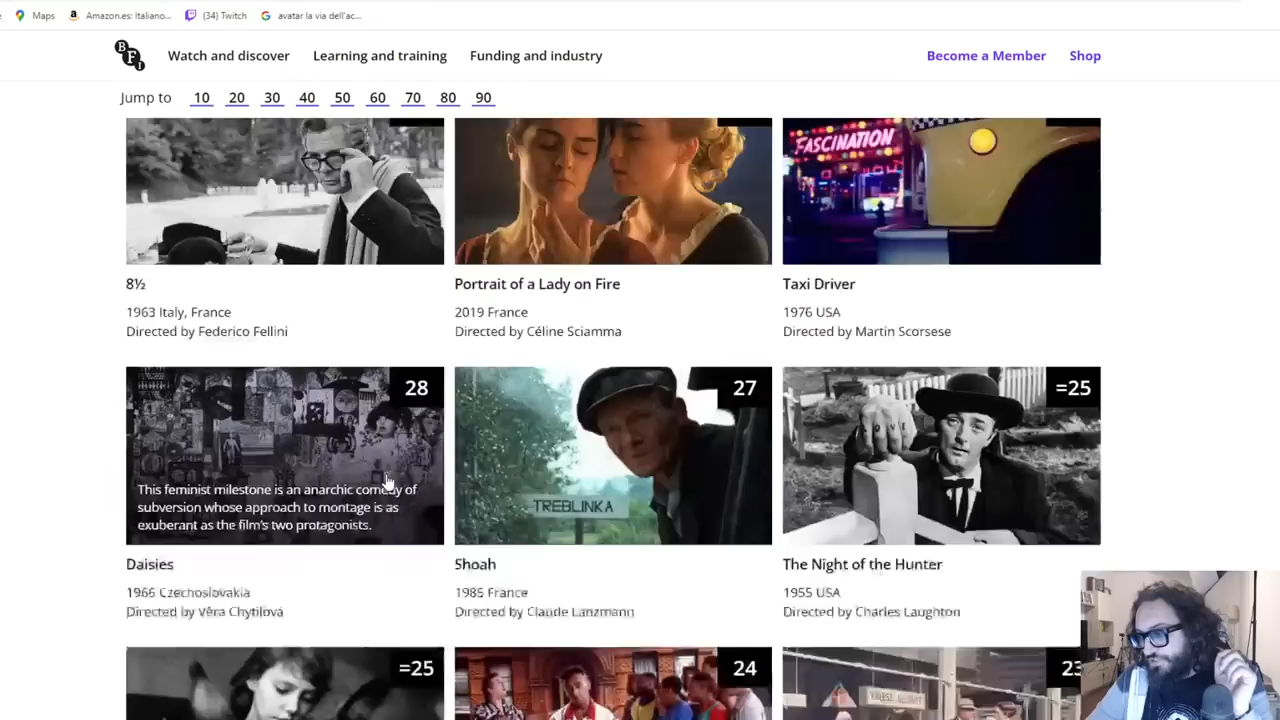 Maps
Amazon.es: Italiano...
(34) Twitch
avatar la via dell'ac...
BFI
Watch and discover
Learning and training
Funding and industry
Become a Member
Shop
Jump to 10 20 30 40 50 60 70 80 90
FASCINATION
8½
1963 Italy, France
Directed by Federico Fellini
Portrait of a Lady on Fire
2019 France
Directed by Céline Sciamma
Taxi Driver
1976 USA
Directed by Martin Scorsese
28
This feminist milestone is an anarchic comedy of
subversion whose approach to montage is as
exuberant as the film's two protagonists.
Daisies
1966 Czechoslovakia
Directed by Věra Chytilová
27
TREBLINKA
Shoah
1985 France
Directed by Claude Lanzmann
=25
LOVE
The Night of the Hunter
1955 USA
Directed by Charles Laughton
=25
24
23